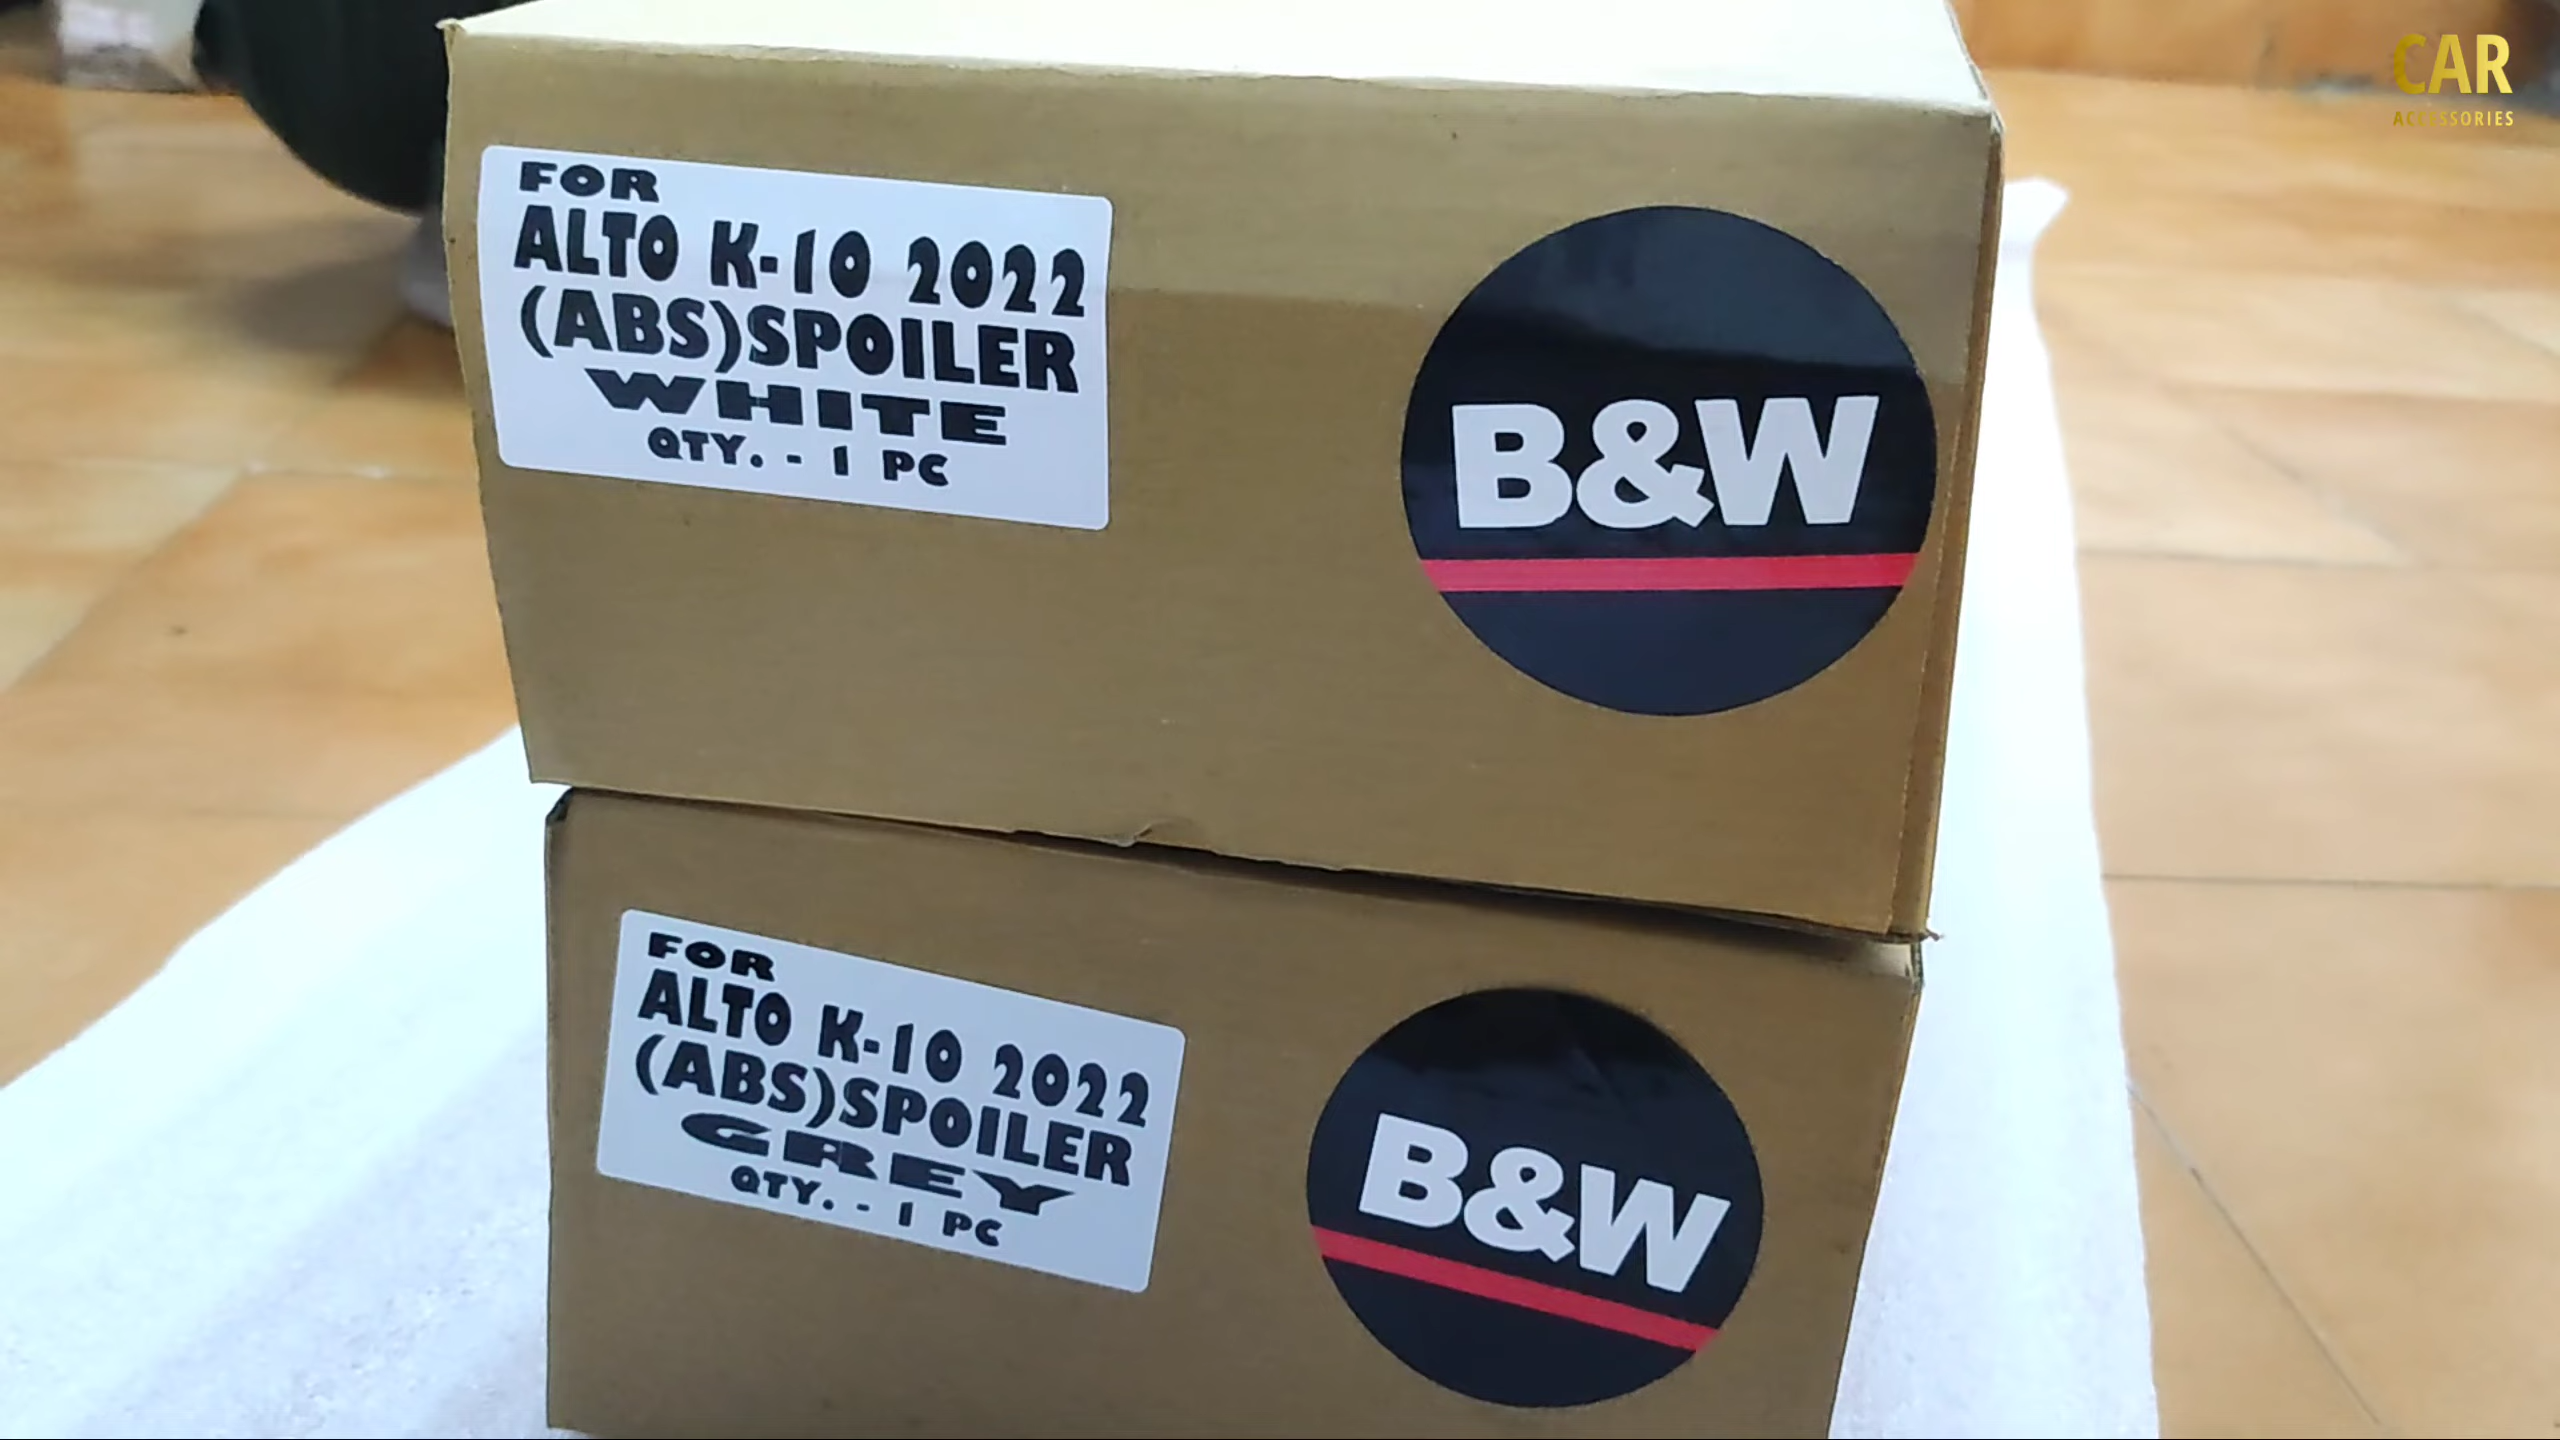 CAR
ACCESSORIES
FOR
ALTO K-10 2022
(ABS)SPOILER
WHITE
QTY. - 1 PC
B&W
FOR
ALTO K-10 2022
(ABS)SPOILER
GREY
QTY. - 1 PC
B&W